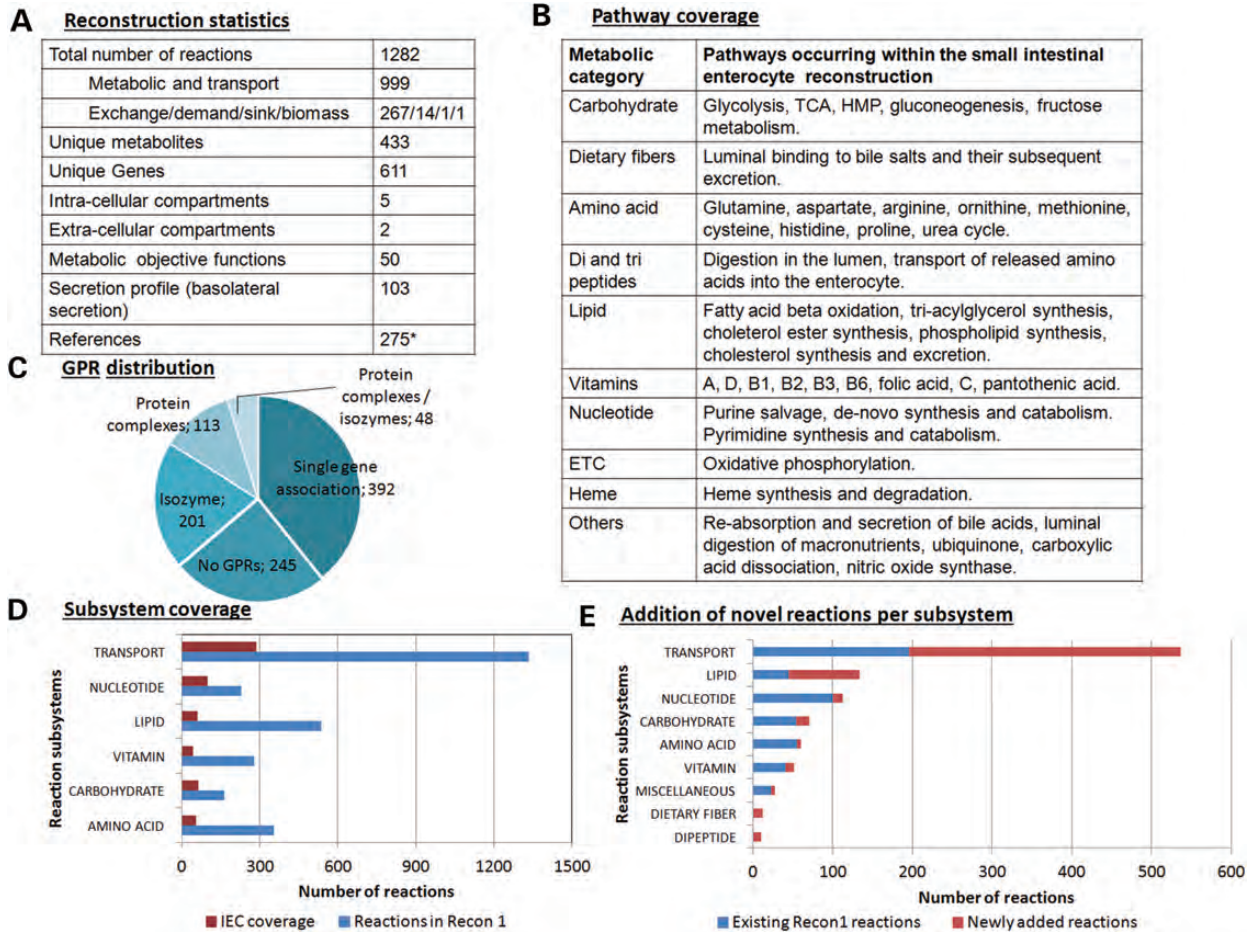 A Reconstruction statistics
Total number of reactions 1282
Metabolic and transport 999
Exchange/demand/sink/biomass 267/14/1/1
Unique metabolites 433
Unique Genes 611
Intra-cellular compartments 5
Extra-cellular compartments 2
Metabolic objective functions 50
Secretion profile (basolateral 103
secretion)
References 275*
B Pathway coverage
Metabolic Pathways occurring within the small intestinal
category enterocyte reconstruction
Carbohydrate Glycolysis, TCA, HMP, gluconeogenesis, fructose
metabolism.
Dietary fibers Luminal binding to bile salts and their subsequent
excretion.
Amino acid Glutamine, aspartate, arginine, ornithine, methionine,
cysteine, histidine, proline, urea cycle.
Di and tri Digestion in the lumen, transport of released amino
peptides acids into the enterocyte.
Lipid Fatty acid beta oxidation, tri-acylglycerol synthesis,
choleterol ester synthesis, phospholipid synthesis,
cholesterol synthesis and excretion.
Vitamins A, D, B1, B2, B3, B6, folic acid, C, pantothenic acid.
Nucleotide Purine salvage, de-novo synthesis and catabolism.
Pyrimidine synthesis and catabolism.
ETC Oxidative phosphorylation.
Heme Heme synthesis and degradation.
Others Re-absorption and secretion of bile acids, luminal
digestion of macronutrients, ubiquinone, carboxylic
acid dissociation, nitric oxide synthase.
C GPR distribution
Protein
complexes; 113
Protein
complexes /
isozymes; 48
Single gene
association; 392
Isozyme;
201
No GPRs; 245
D Subsystem coverage
Reaction subsystems
TRANSPORT
NUCLEOTIDE
LIPID
VITAMIN
CARBOHYDRATE
AMINO ACID
0 300 600 900 1200 1500
Number of reactions
IEC coverage Reactions in Recon 1
E Addition of novel reactions per subsystem
Reaction subsystems
TRANSPORT
LIPID
NUCLEOTIDE
CARBOHYDRATE
AMINO ACID
VITAMIN
MISCELLANEOUS
DIETARY FIBER
DIPEPTIDE
0 100 200 300 400 500 600
Number of reactions
Existing Recon1 reactions Newly added reactions